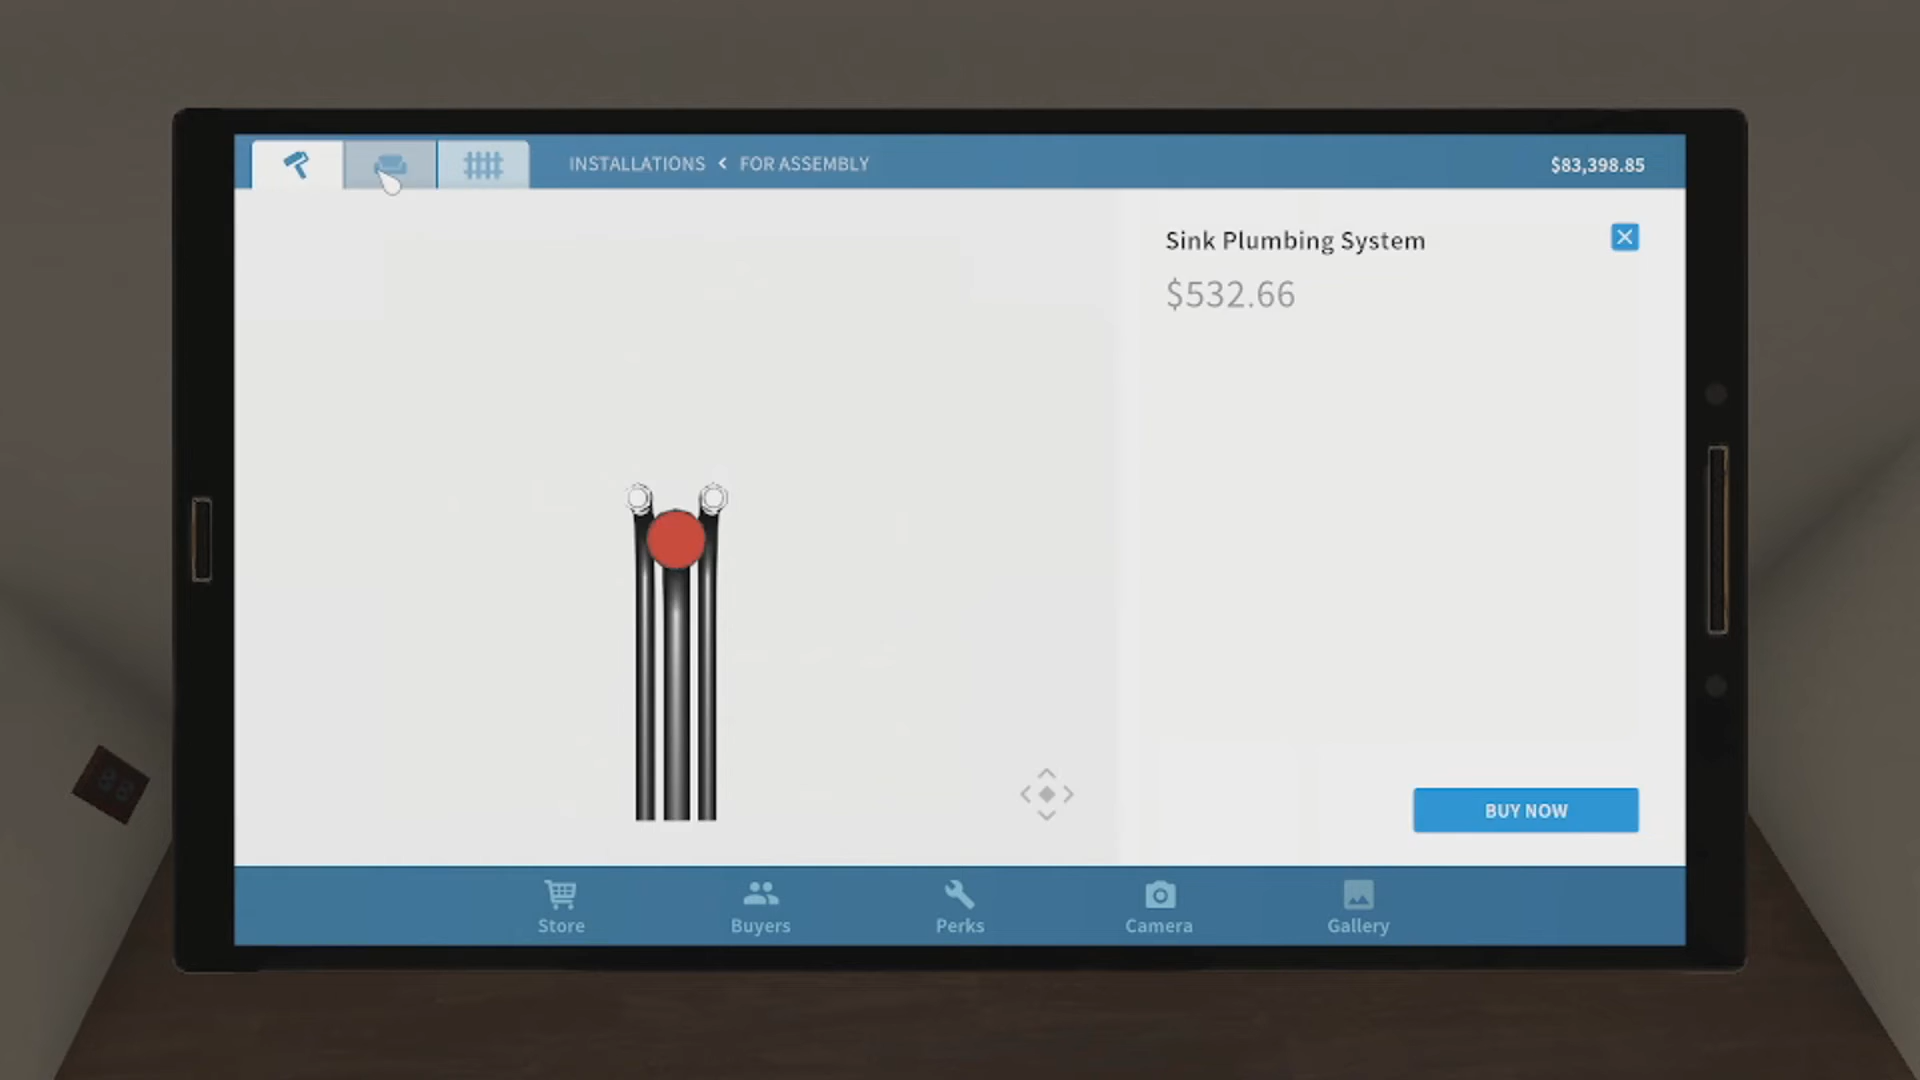 INSTALLATIONS < FOR ASSEMBLY
$83,398.85
Sink Plumbing System
$532.66
BUY NOW
Store
Buyers
Perks
Camera
Gallery